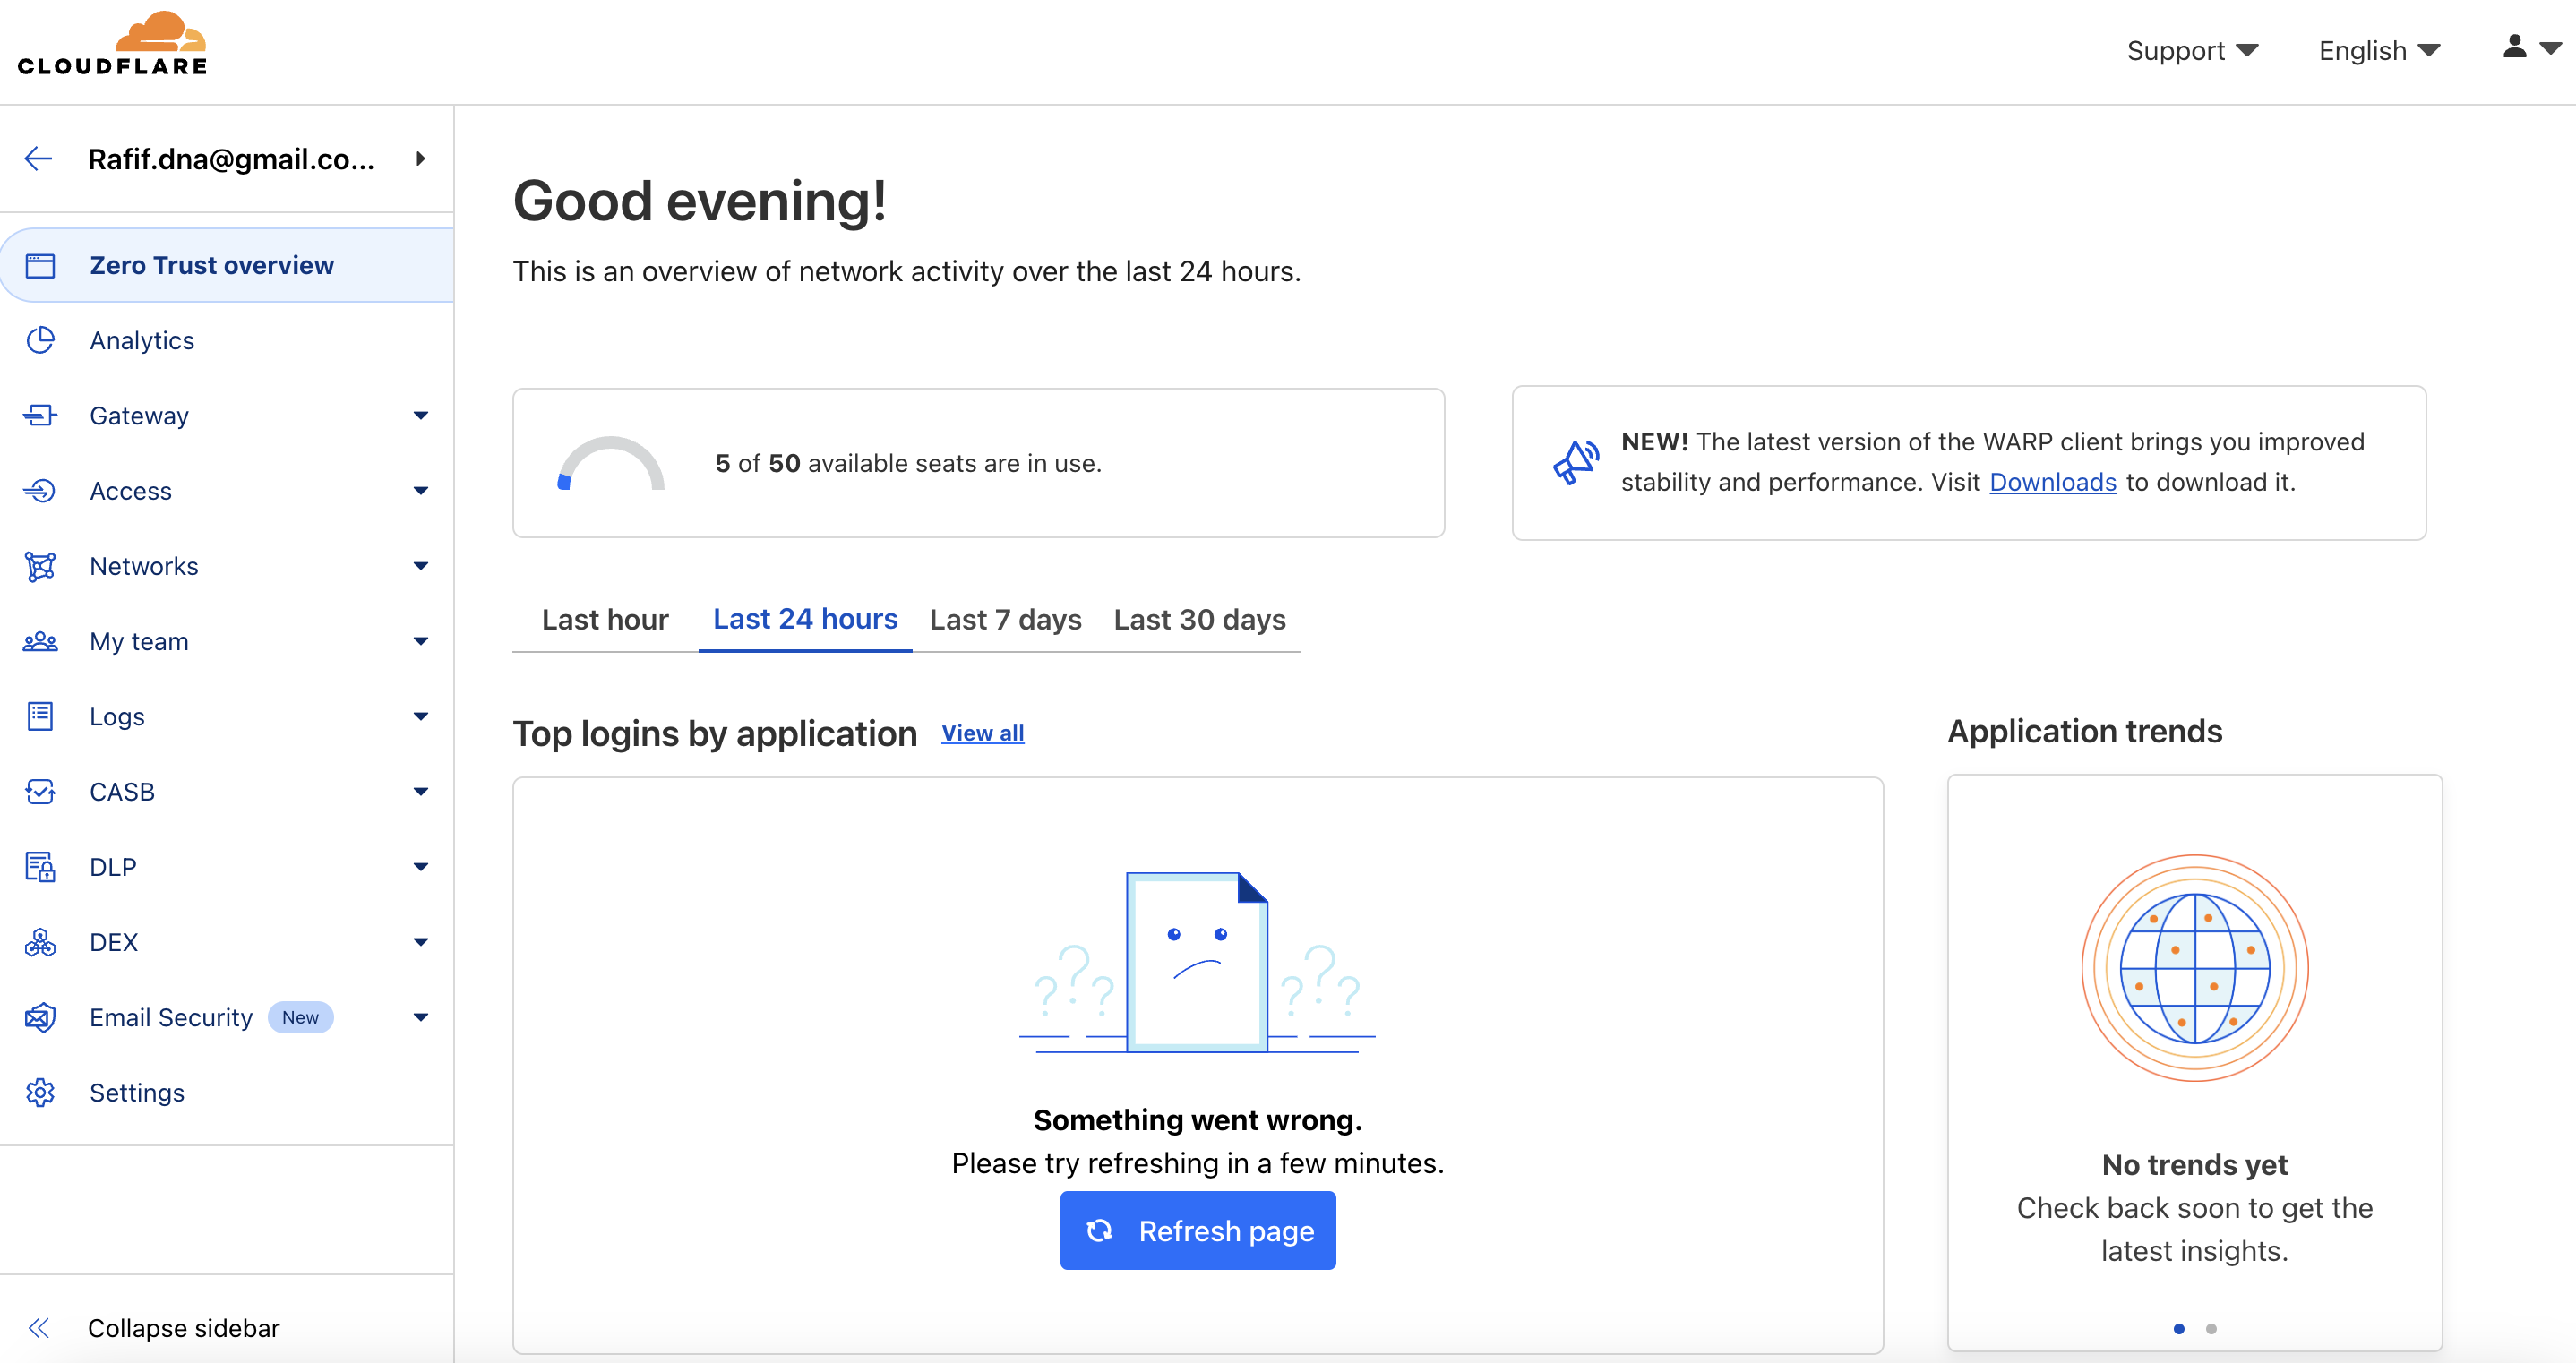 CLOUDFLARE
Support
English
Rafif.dna@gmail.co...
Zero Trust overview
Analytics
Gateway
Access
Networks
My team
Logs
CASB
DLP
DEX
Email Security New
Settings
Collapse sidebar
Good evening!
This is an overview of network activity over the last 24 hours.
5 of 50 available seats are in use.
NEW! The latest version of the WARP client brings you improved
stability and performance. Visit Downloads to download it.
Last hour Last 24 hours Last 7 days Last 30 days
Top logins by application View all
???
???
Something went wrong.
Please try refreshing in a few minutes.
Refresh page
Application trends
No trends yet
Check back soon to get the
latest insights.